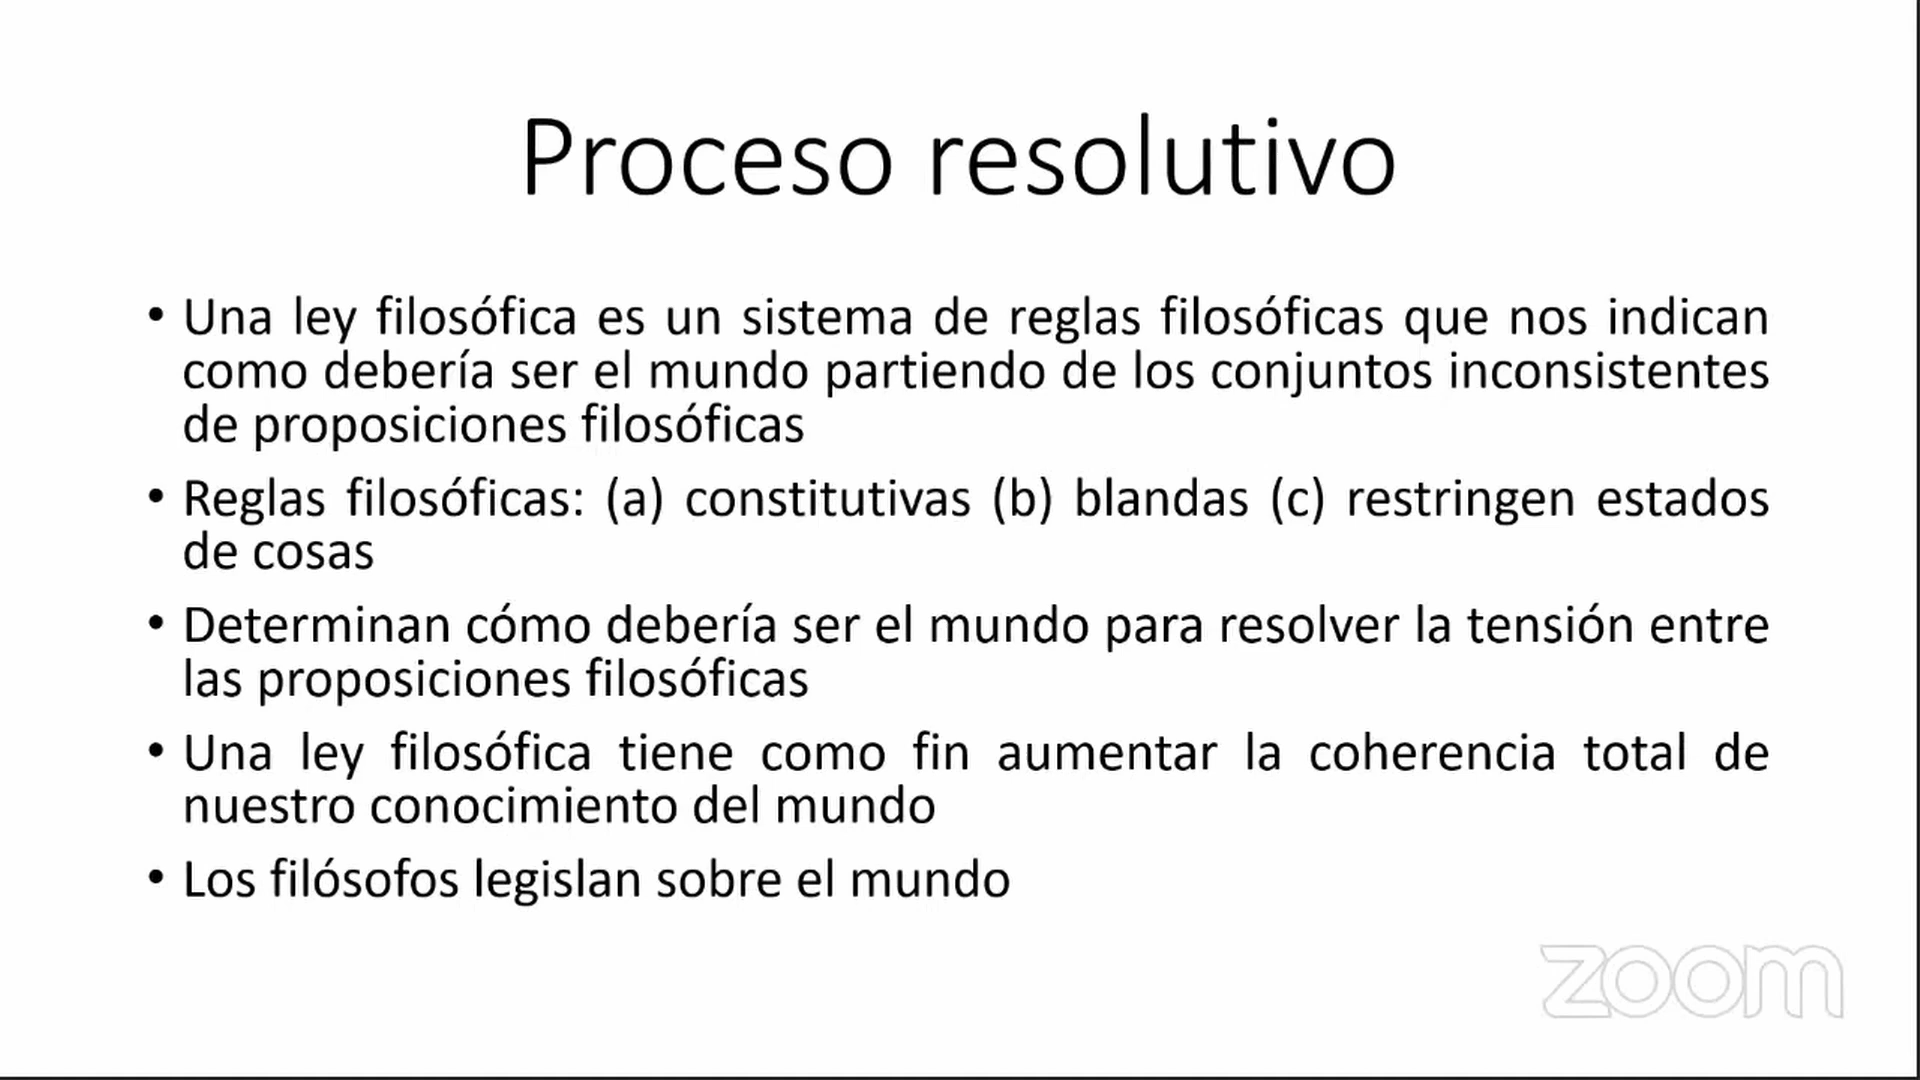 Proceso resolutivo
• Una ley filosófica es un sistema de reglas filosóficas que nos indican
como debería ser el mundo partiendo de los conjuntos inconsistentes
de proposiciones filosóficas
• Reglas filosóficas: (a) constitutivas (b) blandas (c) restringen estados
de cosas
• Determinan cómo debería ser el mundo para resolver la tensión entre
las proposiciones filosóficas
• Una ley filosófica tiene como fin aumentar la coherencia total de
nuestro conocimiento del mundo
• Los filósofos legislan sobre el mundo
zoom